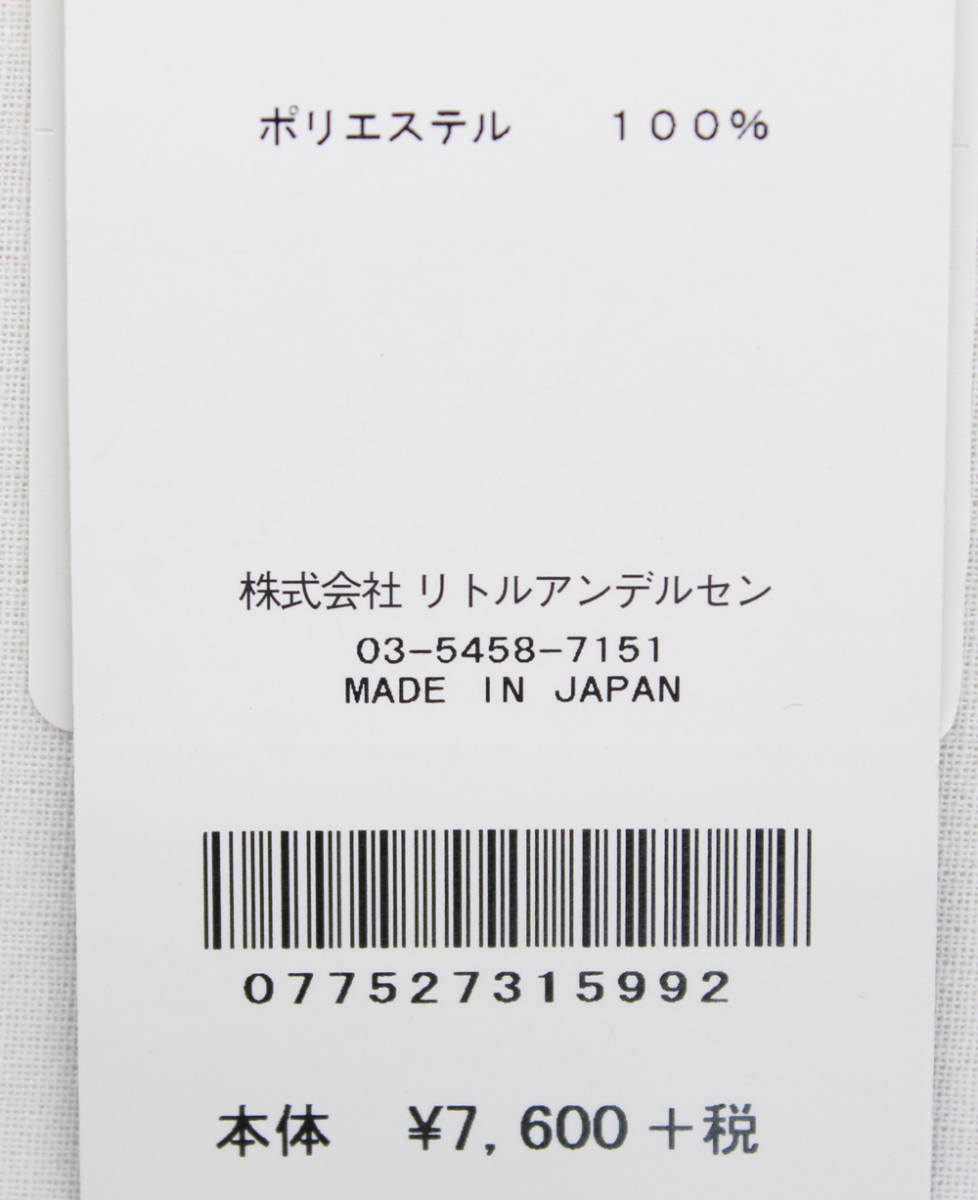 ポリエステル　　１００％
株式会社 リトルアンデルセン
03-5458-7151
MADE IN JAPAN
077527315992
本体　¥7,600＋税